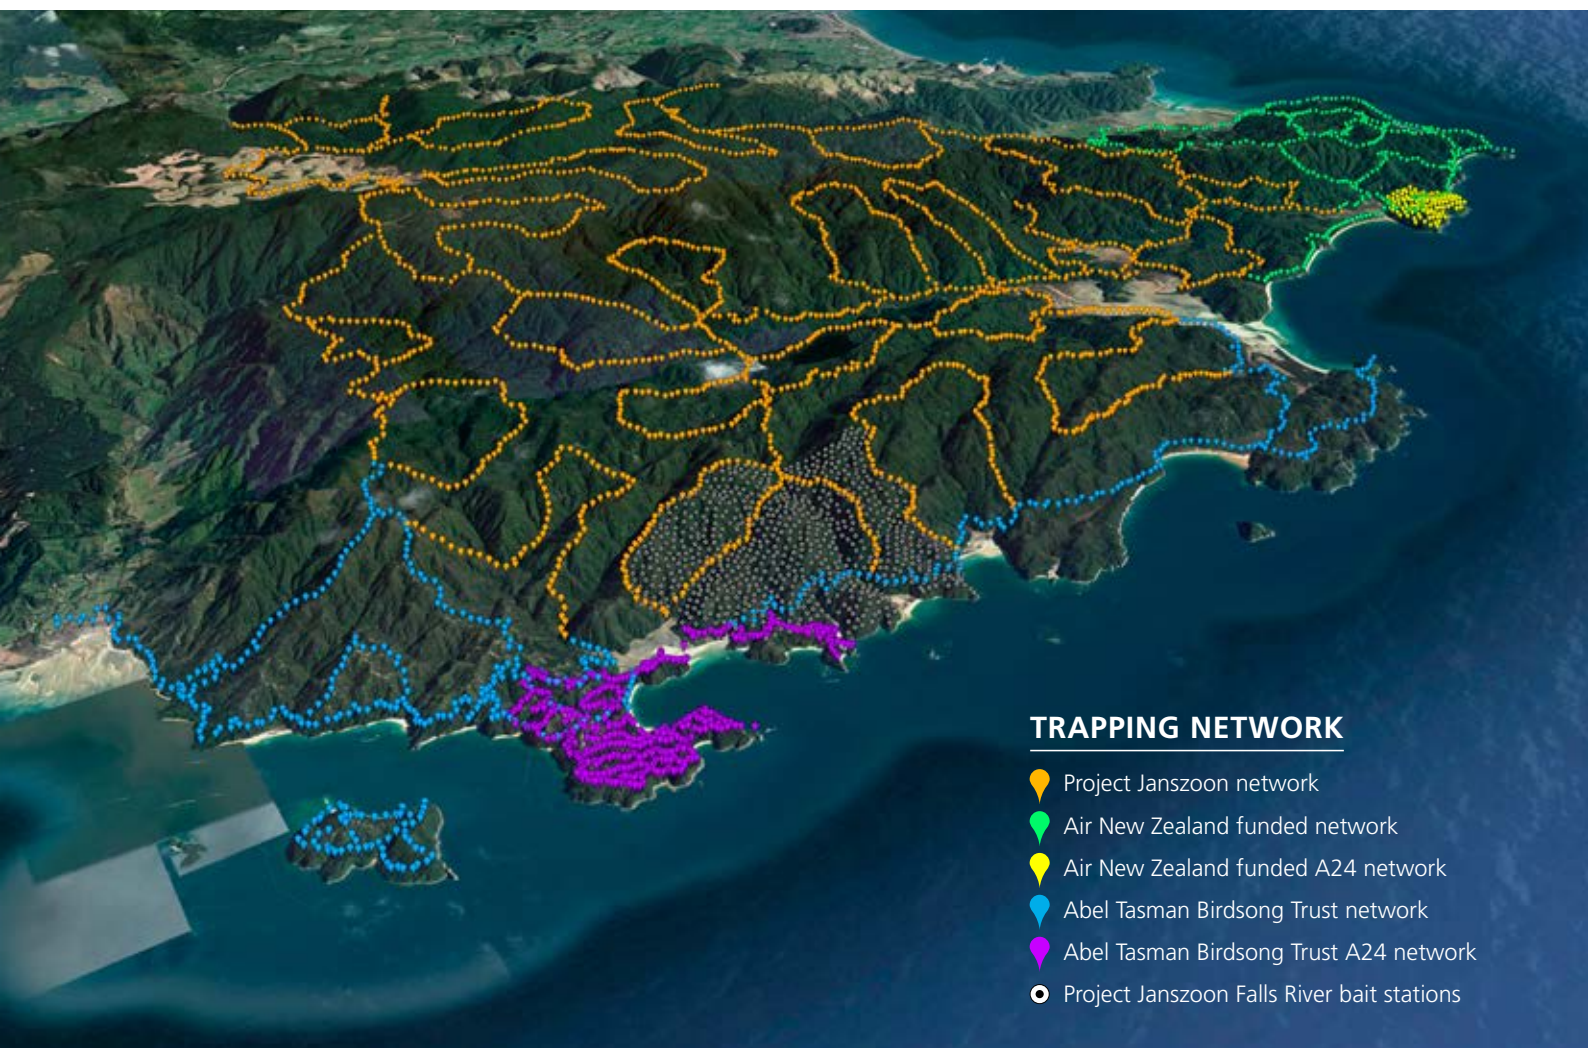 TRAPPING NETWORK
Project Janszoon network
Air New Zealand funded network
Air New Zealand funded A24 network
Abel Tasman Birdsong Trust network
Abel Tasman Birdsong Trust A24 network
Project Janszoon Falls River bait stations